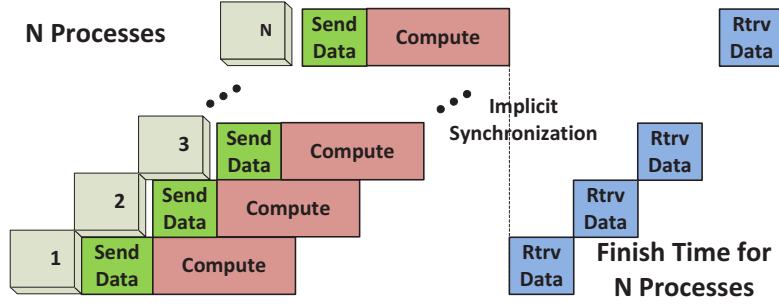 N Processes
N
Send
Data
Compute
Rtrv
Data
Implicit
Synchronization
3
Send
Data
Compute
Rtrv
Data
2
Send
Data
Compute
Rtrv
Data
1
Send
Data
Compute
Rtrv
Data
Finish Time for
N Processes